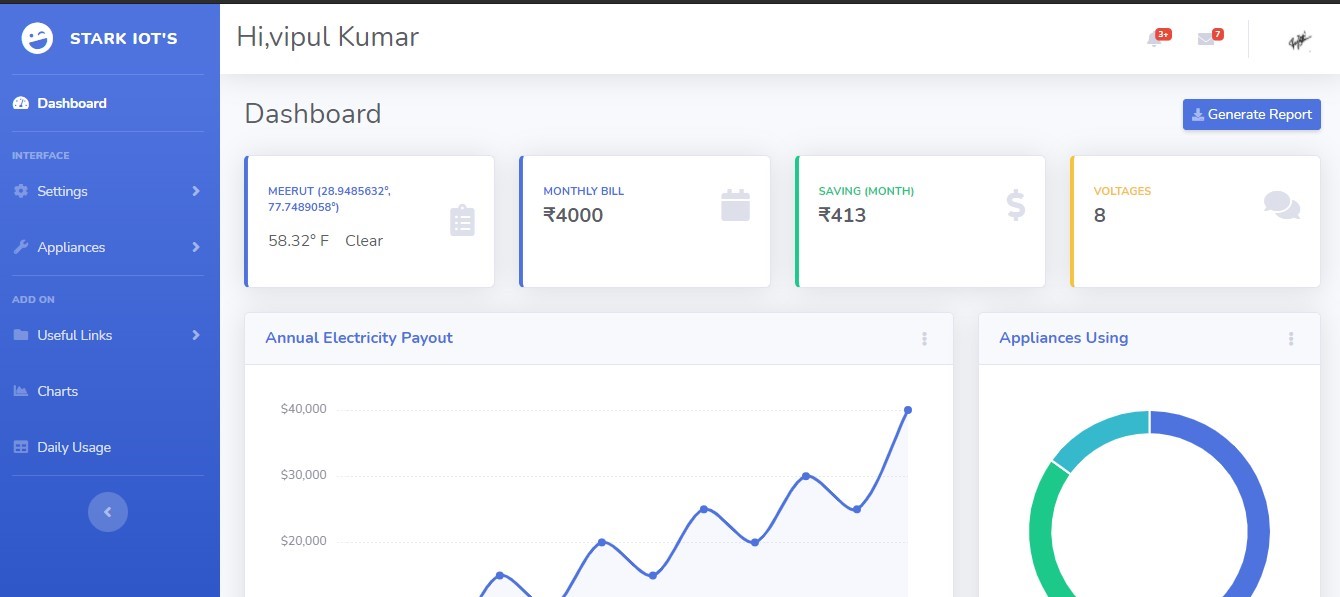 STARK IOT'S
Hi,vipul Kumar
3+
7
Dashboard
Dashboard
Generate Report
INTERFACE
Settings
Appliances
ADD ON
Useful Links
Charts
Daily Usage
MEERUT (28.9485632°,
77.7489058°)
58.32° F Clear
MONTHLY BILL
₹4000
SAVING (MONTH)
₹413
VOLTAGES
8
Annual Electricity Payout
$40,000
$30,000
$20,000
Appliances Using